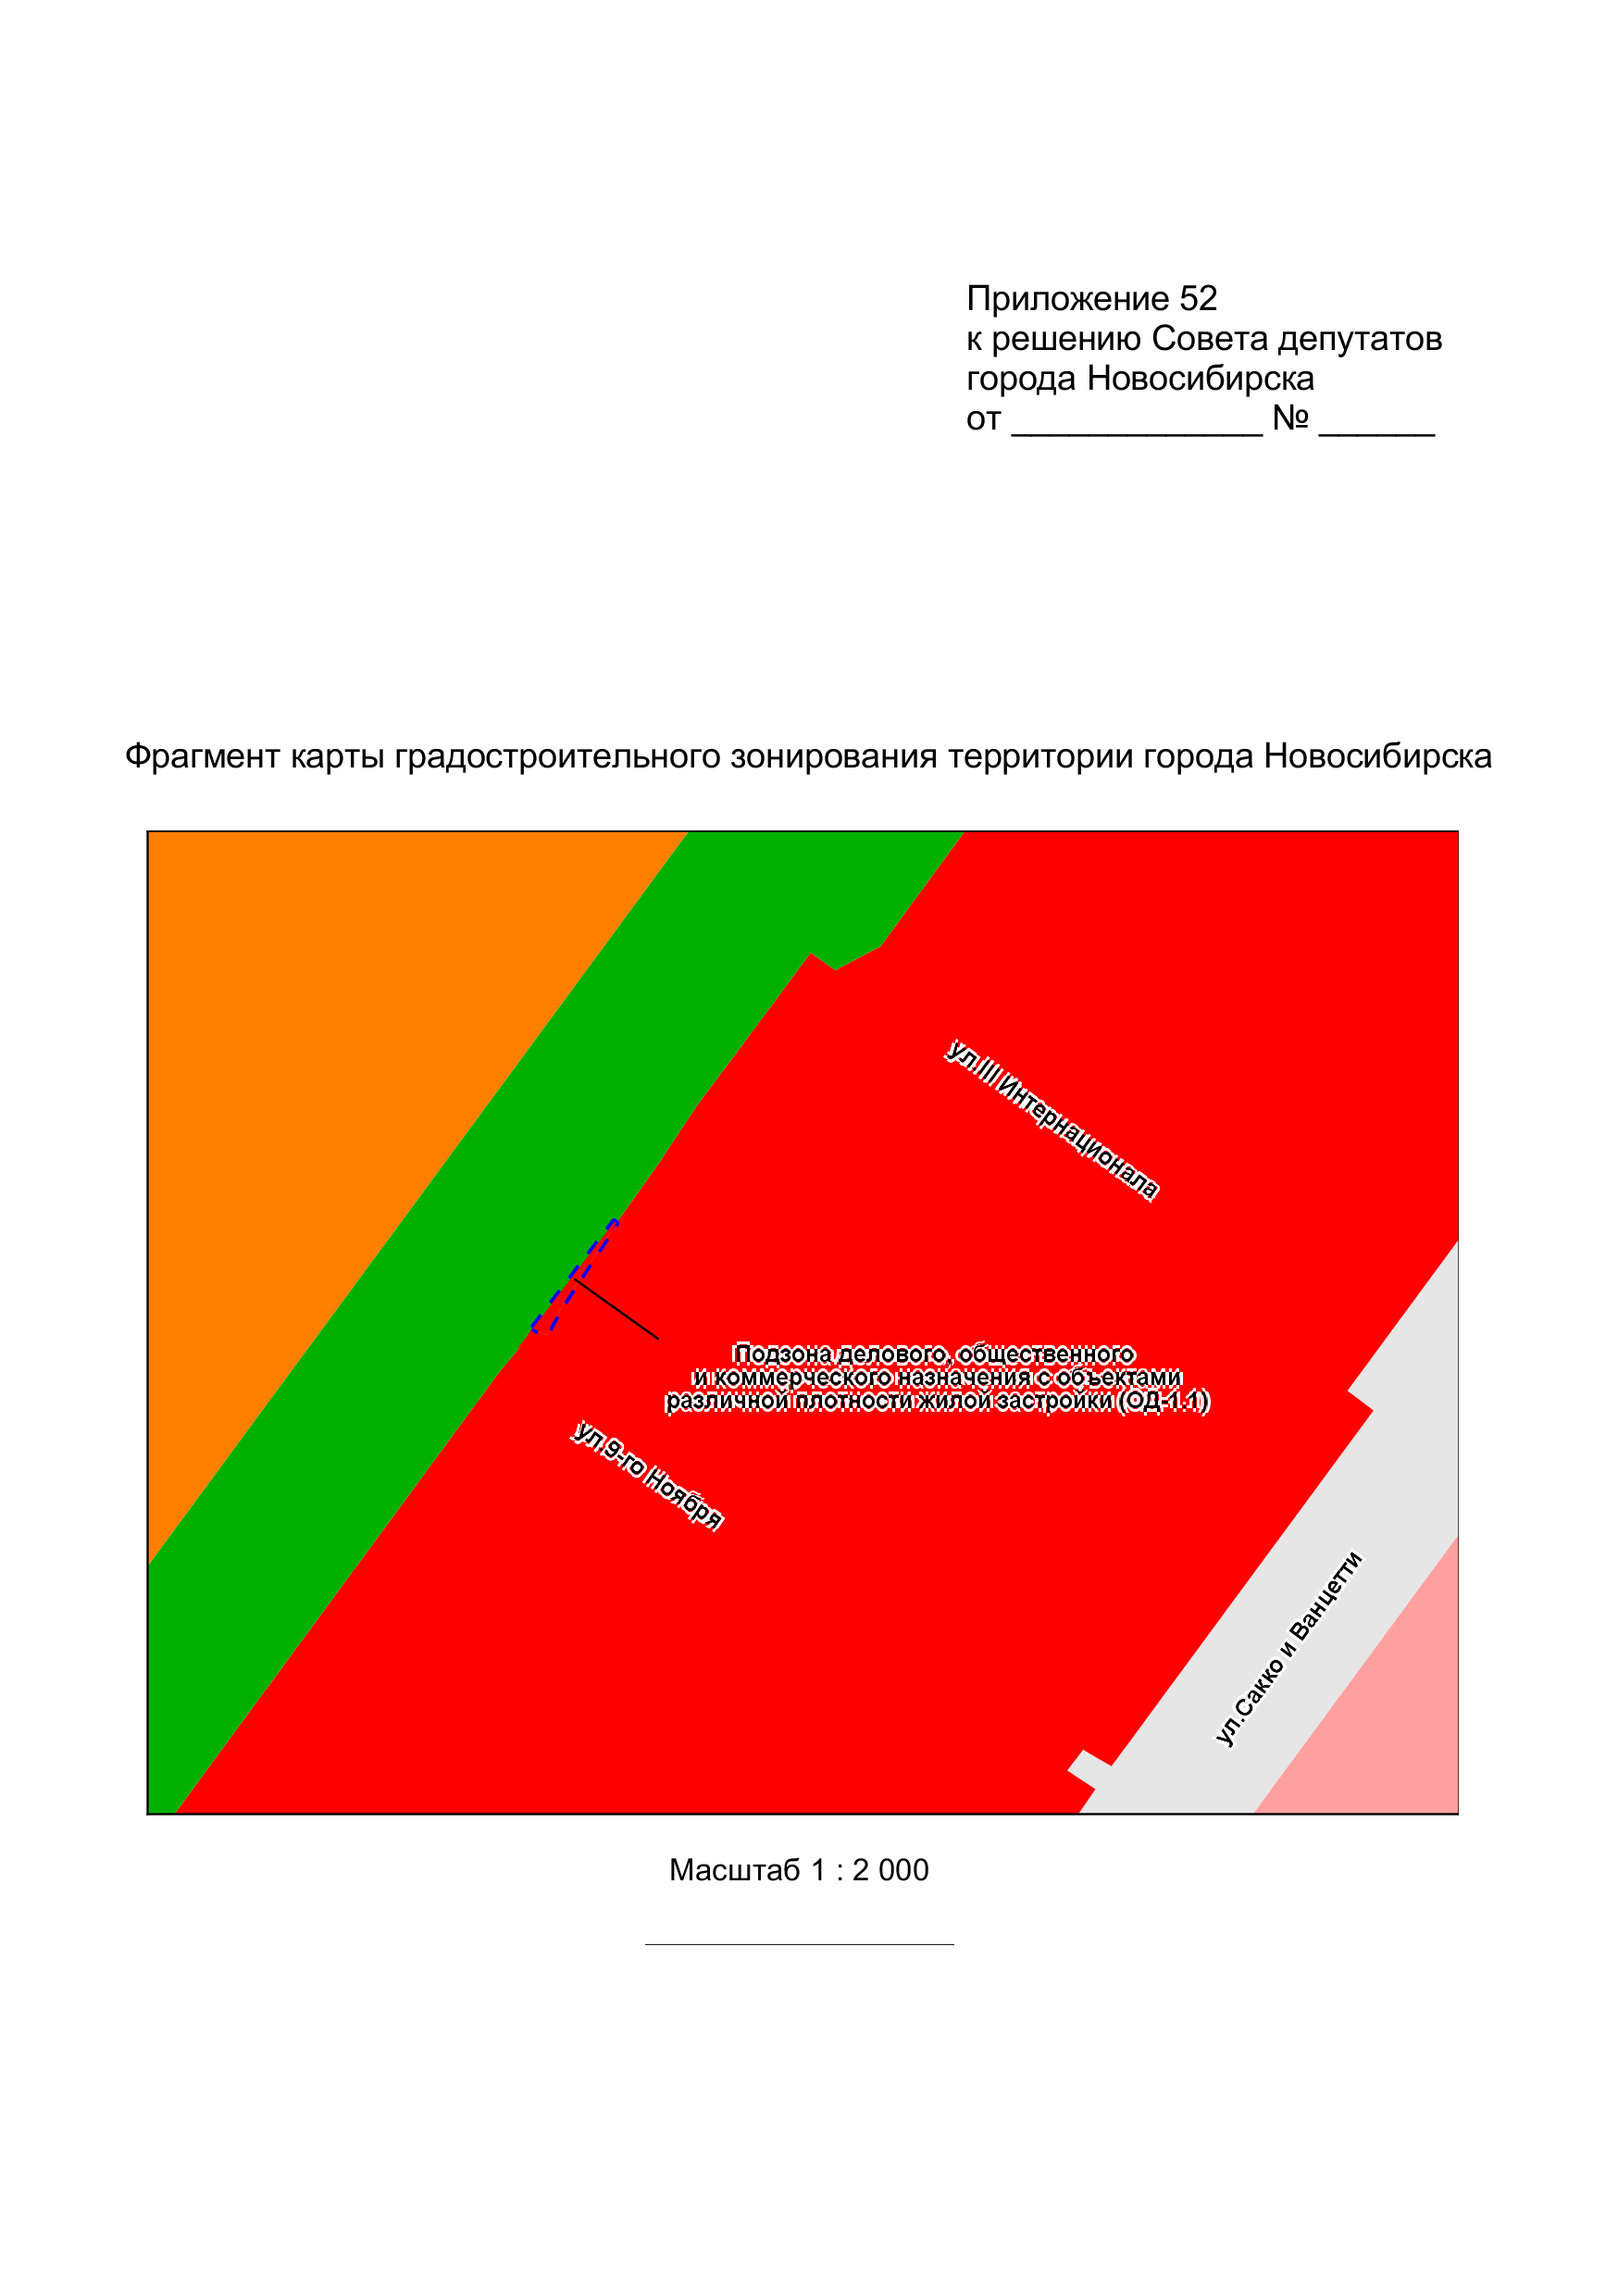 Приложение 52
к решению Совета депутатов
города Новосибирска
от _____________ № ______
Фрагмент карты градостроительного зонирования территории города Новосибирска
ул.III Интернационала
Подзона делового, общественного
и коммерческого назначения с объектами
различной плотности жилой застройки (ОД-1.1)
ул.9-го Ноября
ул.Сакко и Ванцетти
Масштаб 1 : 2 000